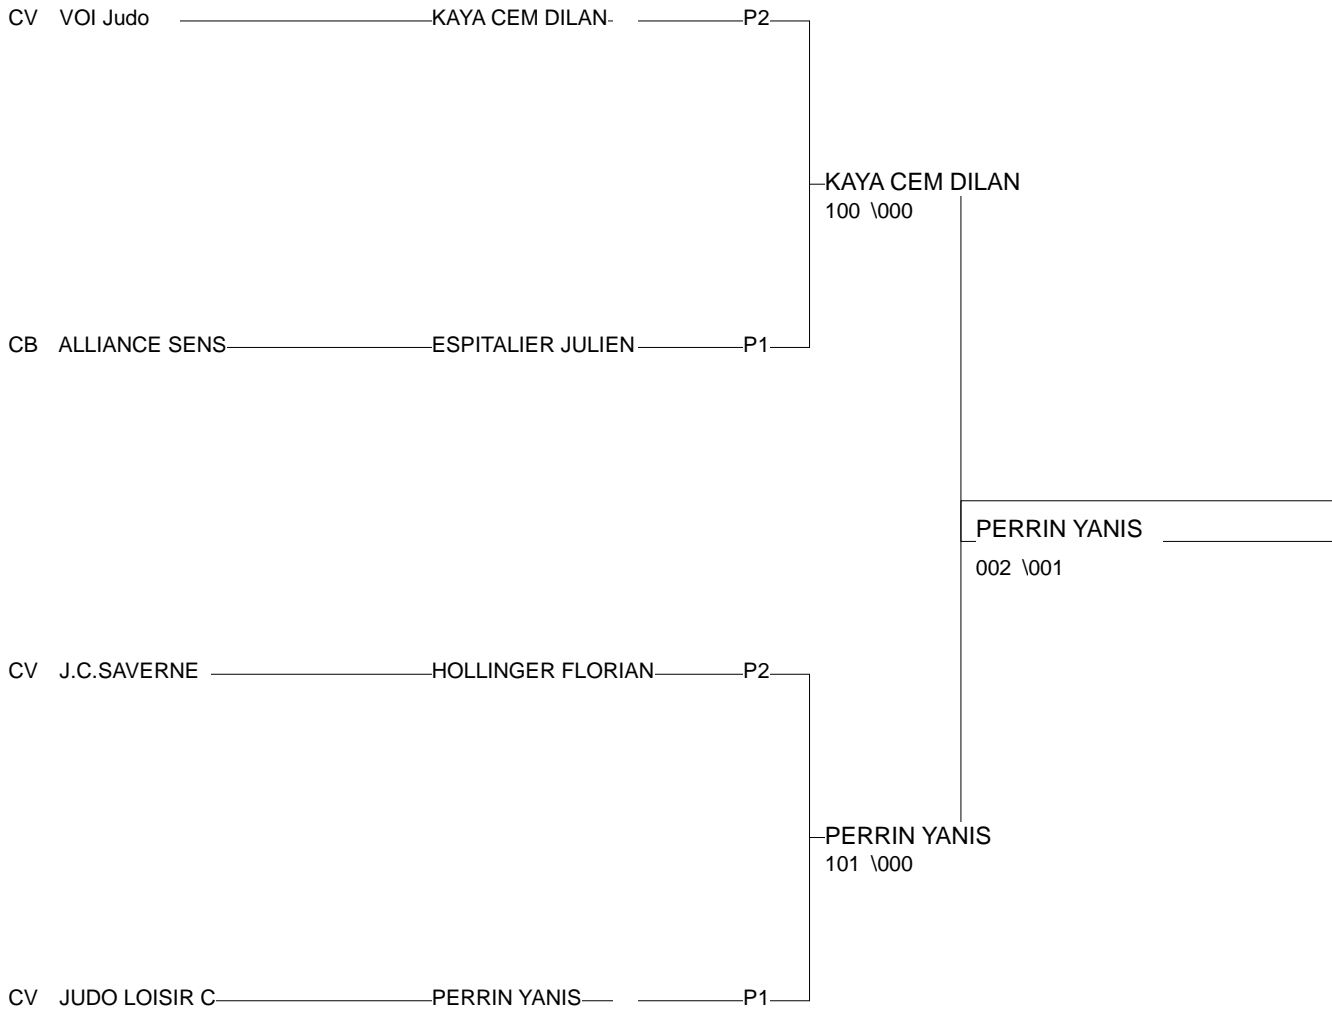 CV VOI Judo KAYA CEM DILAN P2
KAYA CEM DILAN
100 \000
CB ALLIANCE SENS ESPITALIER JULIEN P1
PERRIN YANIS
002 \001
CV J.C.SAVERNE HOLLINGER FLORIAN P2
PERRIN YANIS
101 \000
CV JUDO LOISIR C PERRIN YANIS P1